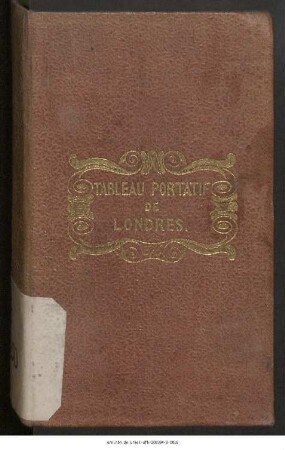 TABLEAU PORTATIF
DE
LONDRES.